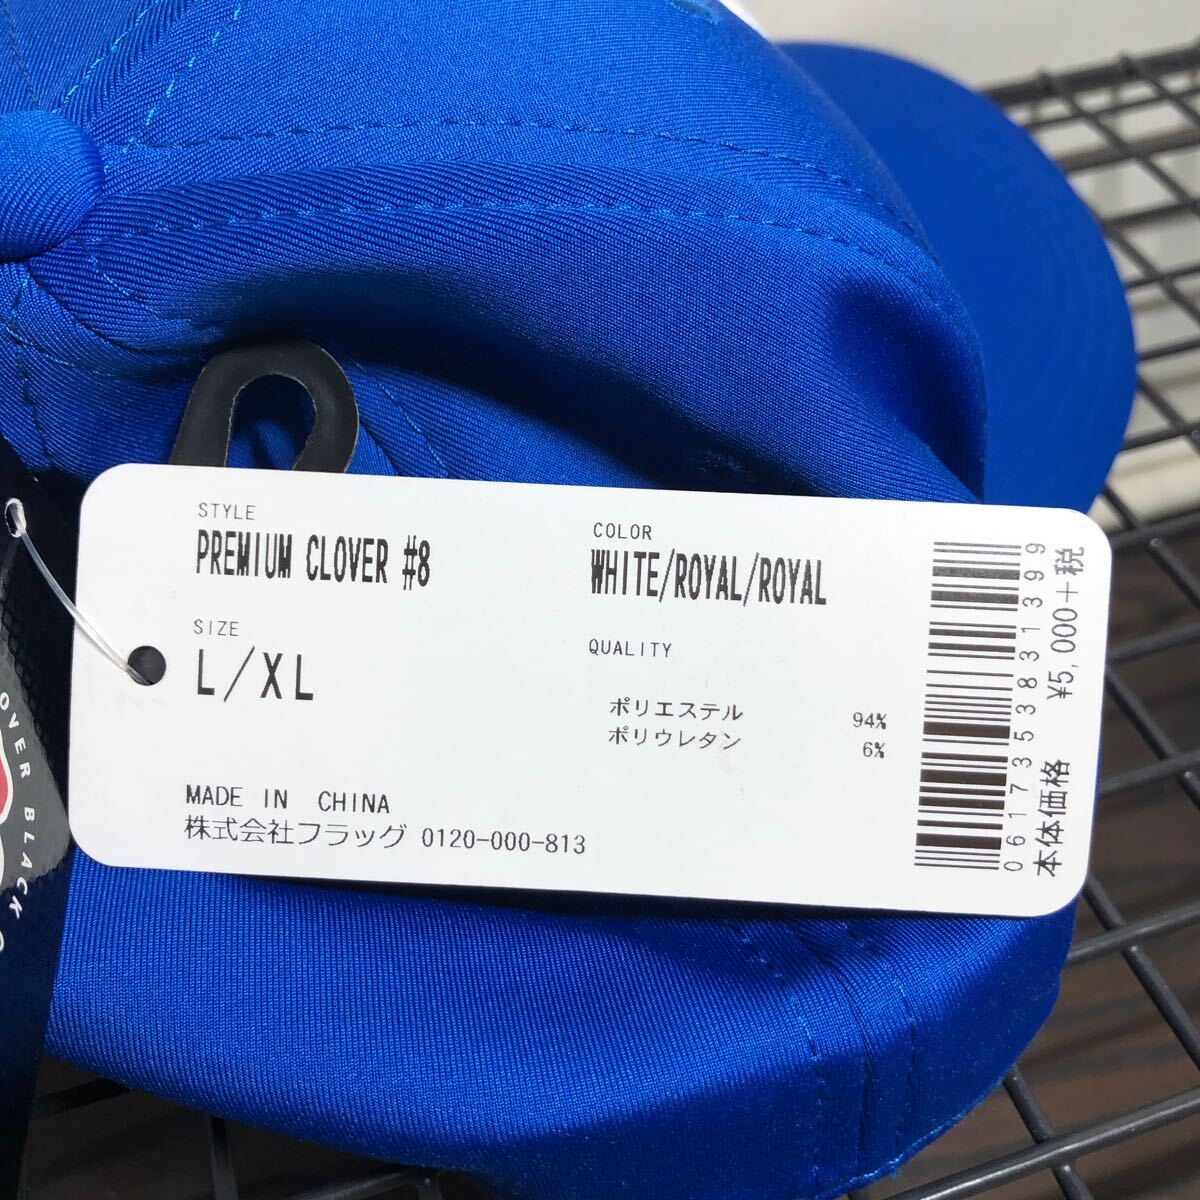 STYLE
PREMIUM CLOVER #8
COLOR
WHITE/ROYAL/ROYAL
SIZE
L/XL
QUALITY
ポリエステル 94%
ポリウレタン 6%
MADE IN CHINA
株式会社フラッグ 0120-000-813
0617353831399
本体価格 ¥5,000+税
OVER BLACK C